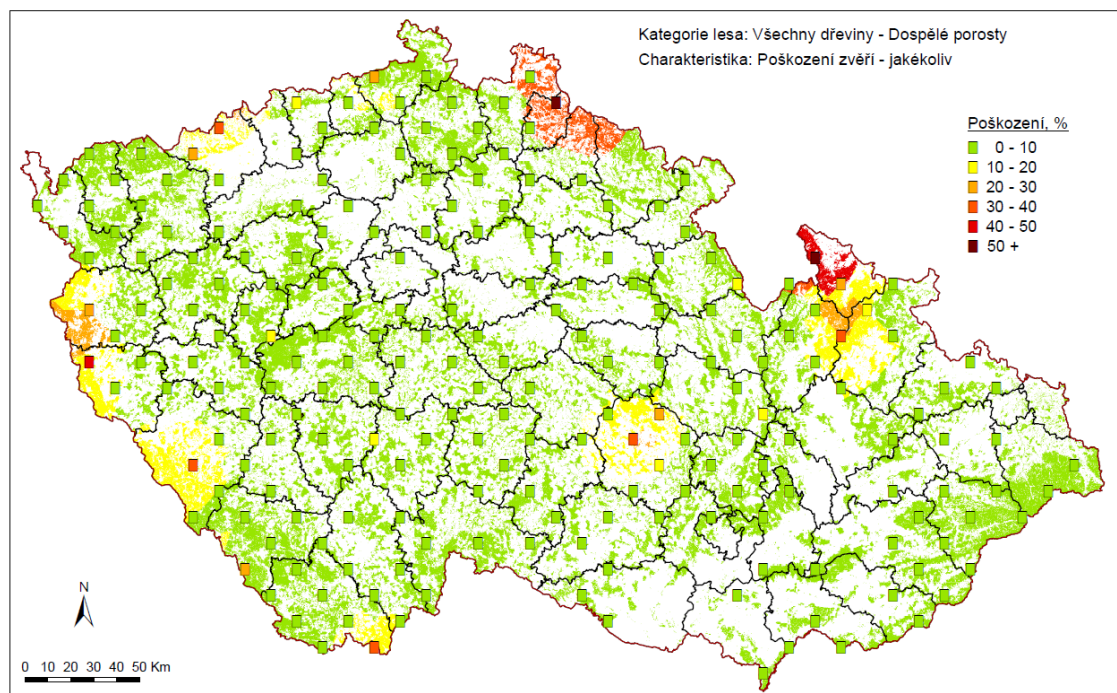 Kategorie lesa: Všechny dřeviny - Dospělé porosty
Charakteristika: Poškození zvěří - jakékoliv
Poškození, %
0 - 10
10 - 20
20 - 30
30 - 40
40 - 50
50 +
N
0 10 20 30 40 50 Km